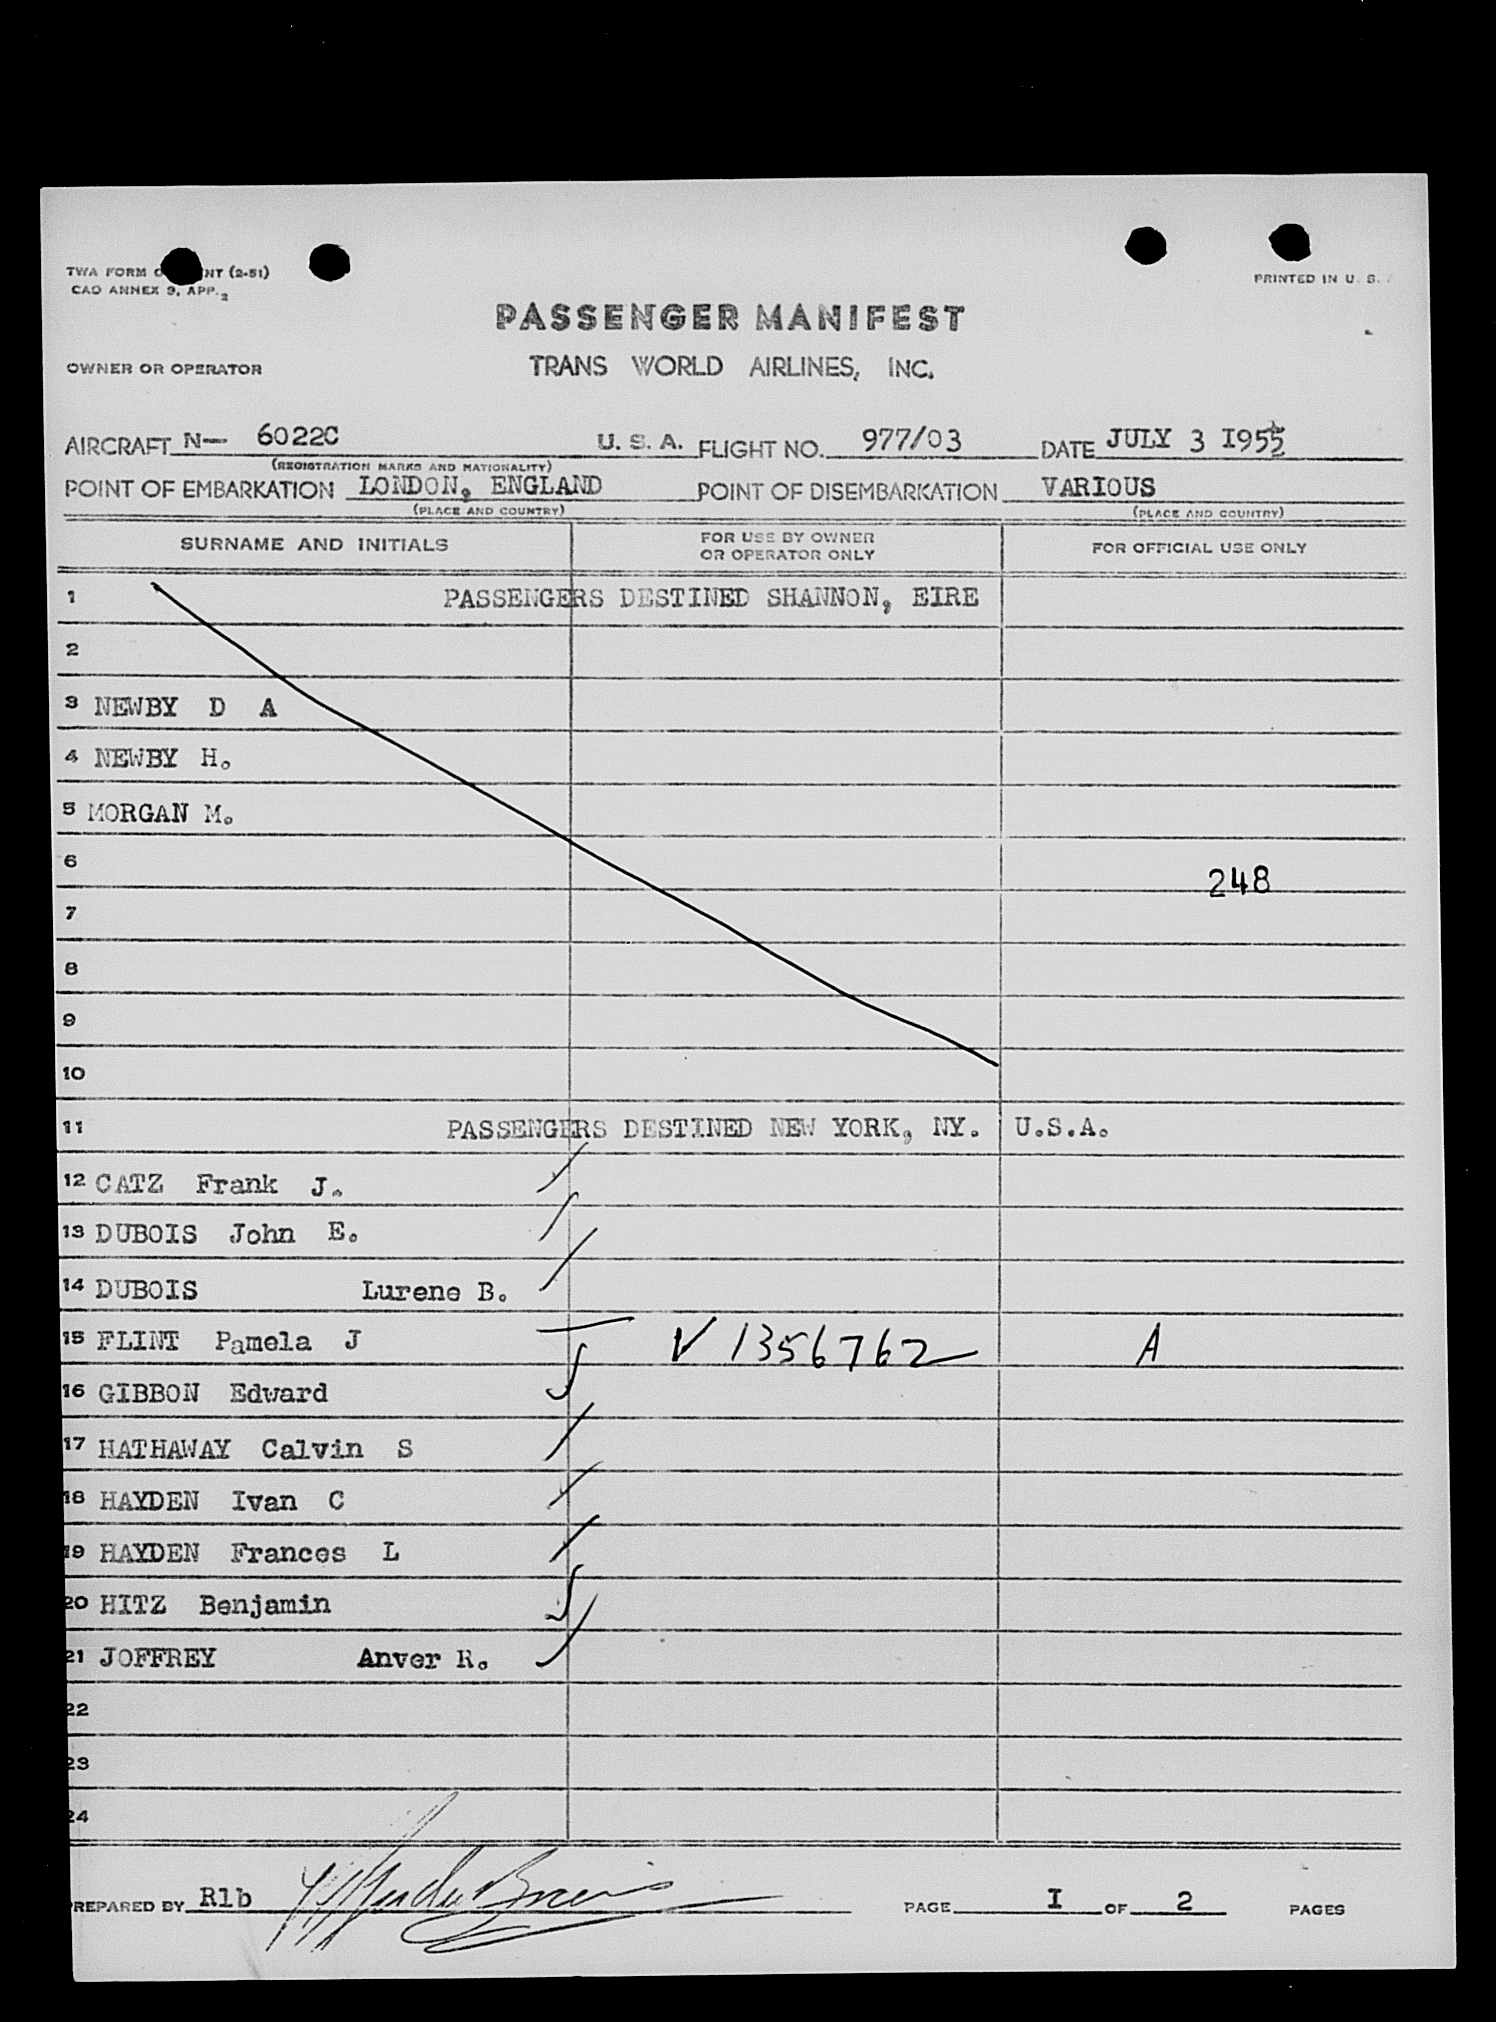 TWA FORM NT (2-51)
CAO ANNEX 9, APP. 2
PRINTED IN U. S.
PASSENGER MANIFEST
OWNER OR OPERATOR
TRANS WORLD AIRLINES, INC.
AIRCRAFT N— 6022C U. S. A. FLIGHT NO. 977/03 DATE JULY 3 I955
(REGISTRATION MARKS AND NATIONALITY)
POINT OF EMBARKATION LONDON, ENGLAND POINT OF DISEMBARKATION VARIOUS
(PLACE AND COUNTRY) (PLACE AND COUNTRY)
SURNAME AND INITIALS FOR USE BY OWNER OR OPERATOR ONLY FOR OFFICIAL USE ONLY
1 PASSENGERS DESTINED SHANNON, EIRE
2
3 NEWBY D A
4 NEWBY H.
5 MORGAN M.
6
248
7
8
9
10
11 PASSENGERS DESTINED NEW YORK, NY. U.S.A.
12 CATZ Frank J.
13 DUBOIS John E.
14 DUBOIS Lurene B.
15 FLINT Pamela J V 1356762 A
16 GIBBON Edward
17 HATHAWAY Calvin S
18 HAYDEN Ivan C
19 HAYDEN Frances L
20 HITZ Benjamin
21 JOFFREY Anver R.
22
23
24
PREPARED BY Rlb PAGE I OF 2 PAGES